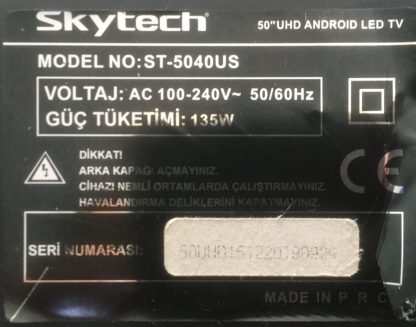 Skytech
50"UHD ANDROID LED TV
MODEL NO:ST-5040US
VOLTAJ: AC 100-240V~ 50/60Hz
GÜÇ TÜKETİMİ: 135W
DİKKAT!
ARKA KAPAĞI AÇMAYINIZ.
CİHAZI NEMLİ ORTAMLARDA ÇALIŞTIRMAYINIZ.
HAVALANDIRMA DELİKLERİNİ KAPATMAYINIZ.
CE
SERİ NUMARASI:
MADE IN P.R.C